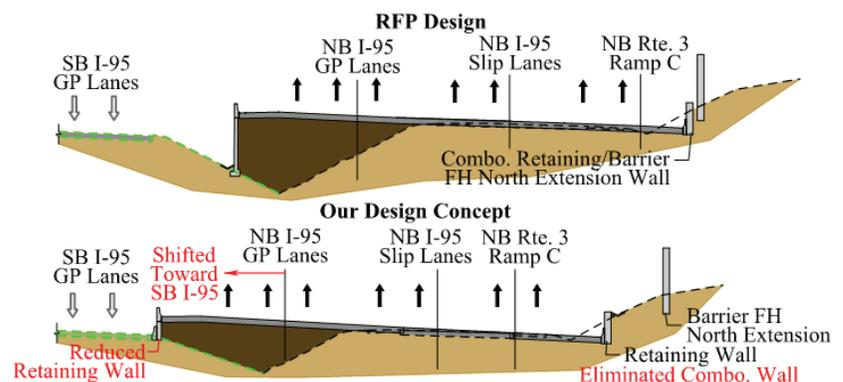 RFP Design
SB I-95
GP Lanes
NB I-95
GP Lanes
NB I-95
Slip Lanes
NB Rte. 3
Ramp C
Combo. Retaining/Barrier
FH North Extension Wall
Our Design Concept
SB I-95
GP Lanes
Shifted
Toward
SB I-95
NB I-95
GP Lanes
NB I-95
Slip Lanes
NB Rte. 3
Ramp C
Reduced
Retaining Wall
Barrier FH
North Extension
Retaining Wall
Eliminated Combo. Wall